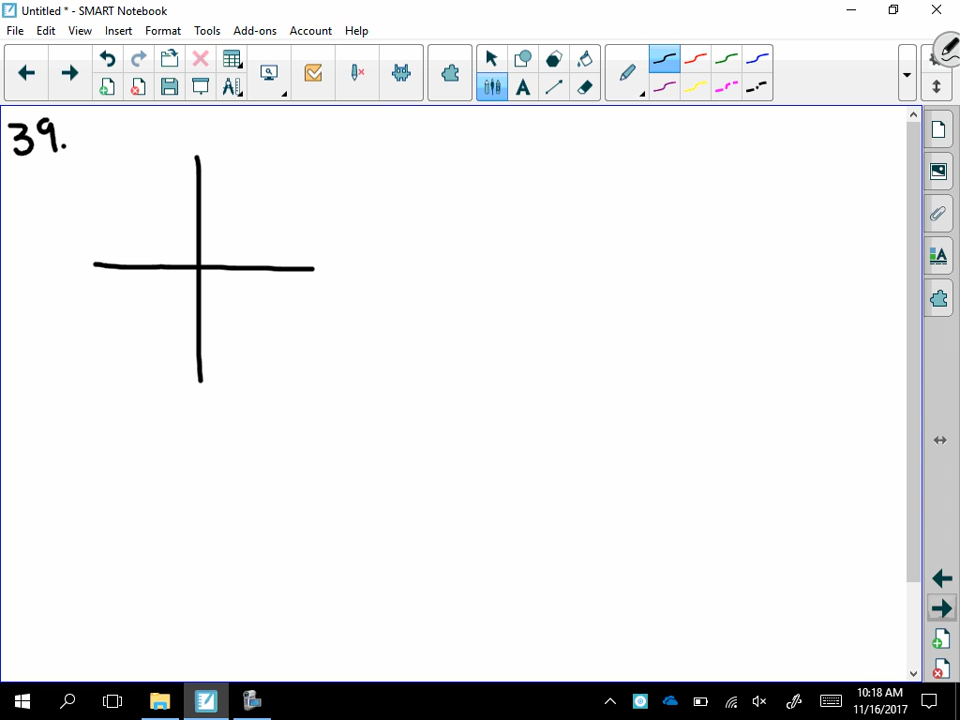 Untitled * - SMART Notebook
File Edit View Insert Format Tools Add-ons Account Help
39.
10:18 AM
11/16/2017